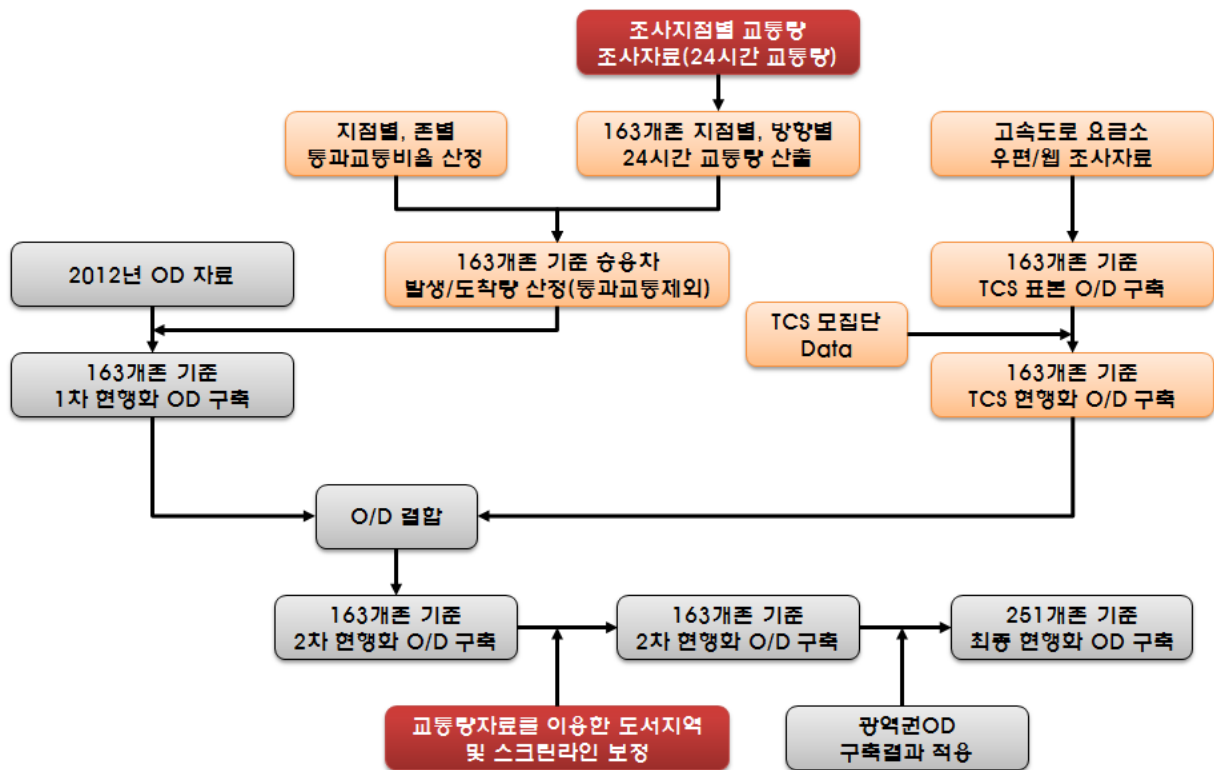 조사지점별 교통량
조사자료(24시간 교통량)
지점별, 존별
통과교통비율 산정
163개존 지점별, 방향별
24시간 교통량 산출
고속도로 요금소
우편/웹 조사자료
2012년 OD 자료
163개존 기준 승용차
발생/도착량 산정(통과교통제외)
163개존 기준
TCS 표본 O/D 구축
TCS 모집단
Data
163개존 기준
1차 현행화 OD 구축
163개존 기준
TCS 현행화 O/D 구축
O/D 결합
163개존 기준
2차 현행화 O/D 구축
163개존 기준
2차 현행화 O/D 구축
251개존 기준
최종 현행화 OD 구축
교통량자료를 이용한 도서지역
및 스크린라인 보정
광역권OD
구축결과 적용